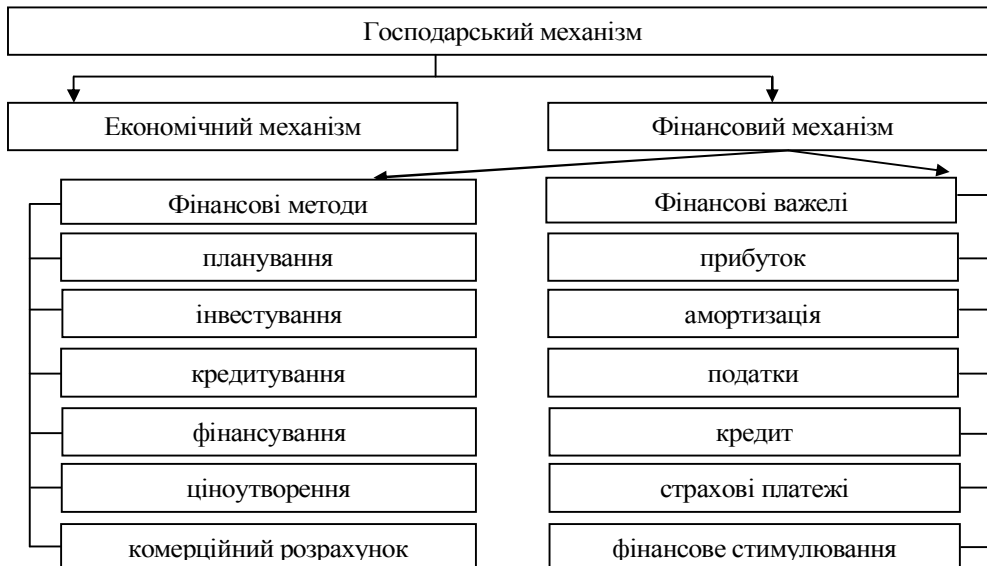 Господарський механізм
Економічний механізм
Фінансовий механізм
Фінансові методи
Фінансові важелі
планування
прибуток
інвестування
амортизація
кредитування
податки
фінансування
кредит
ціноутворення
страхові платежі
комерційний розрахунок
фінансове стимулювання